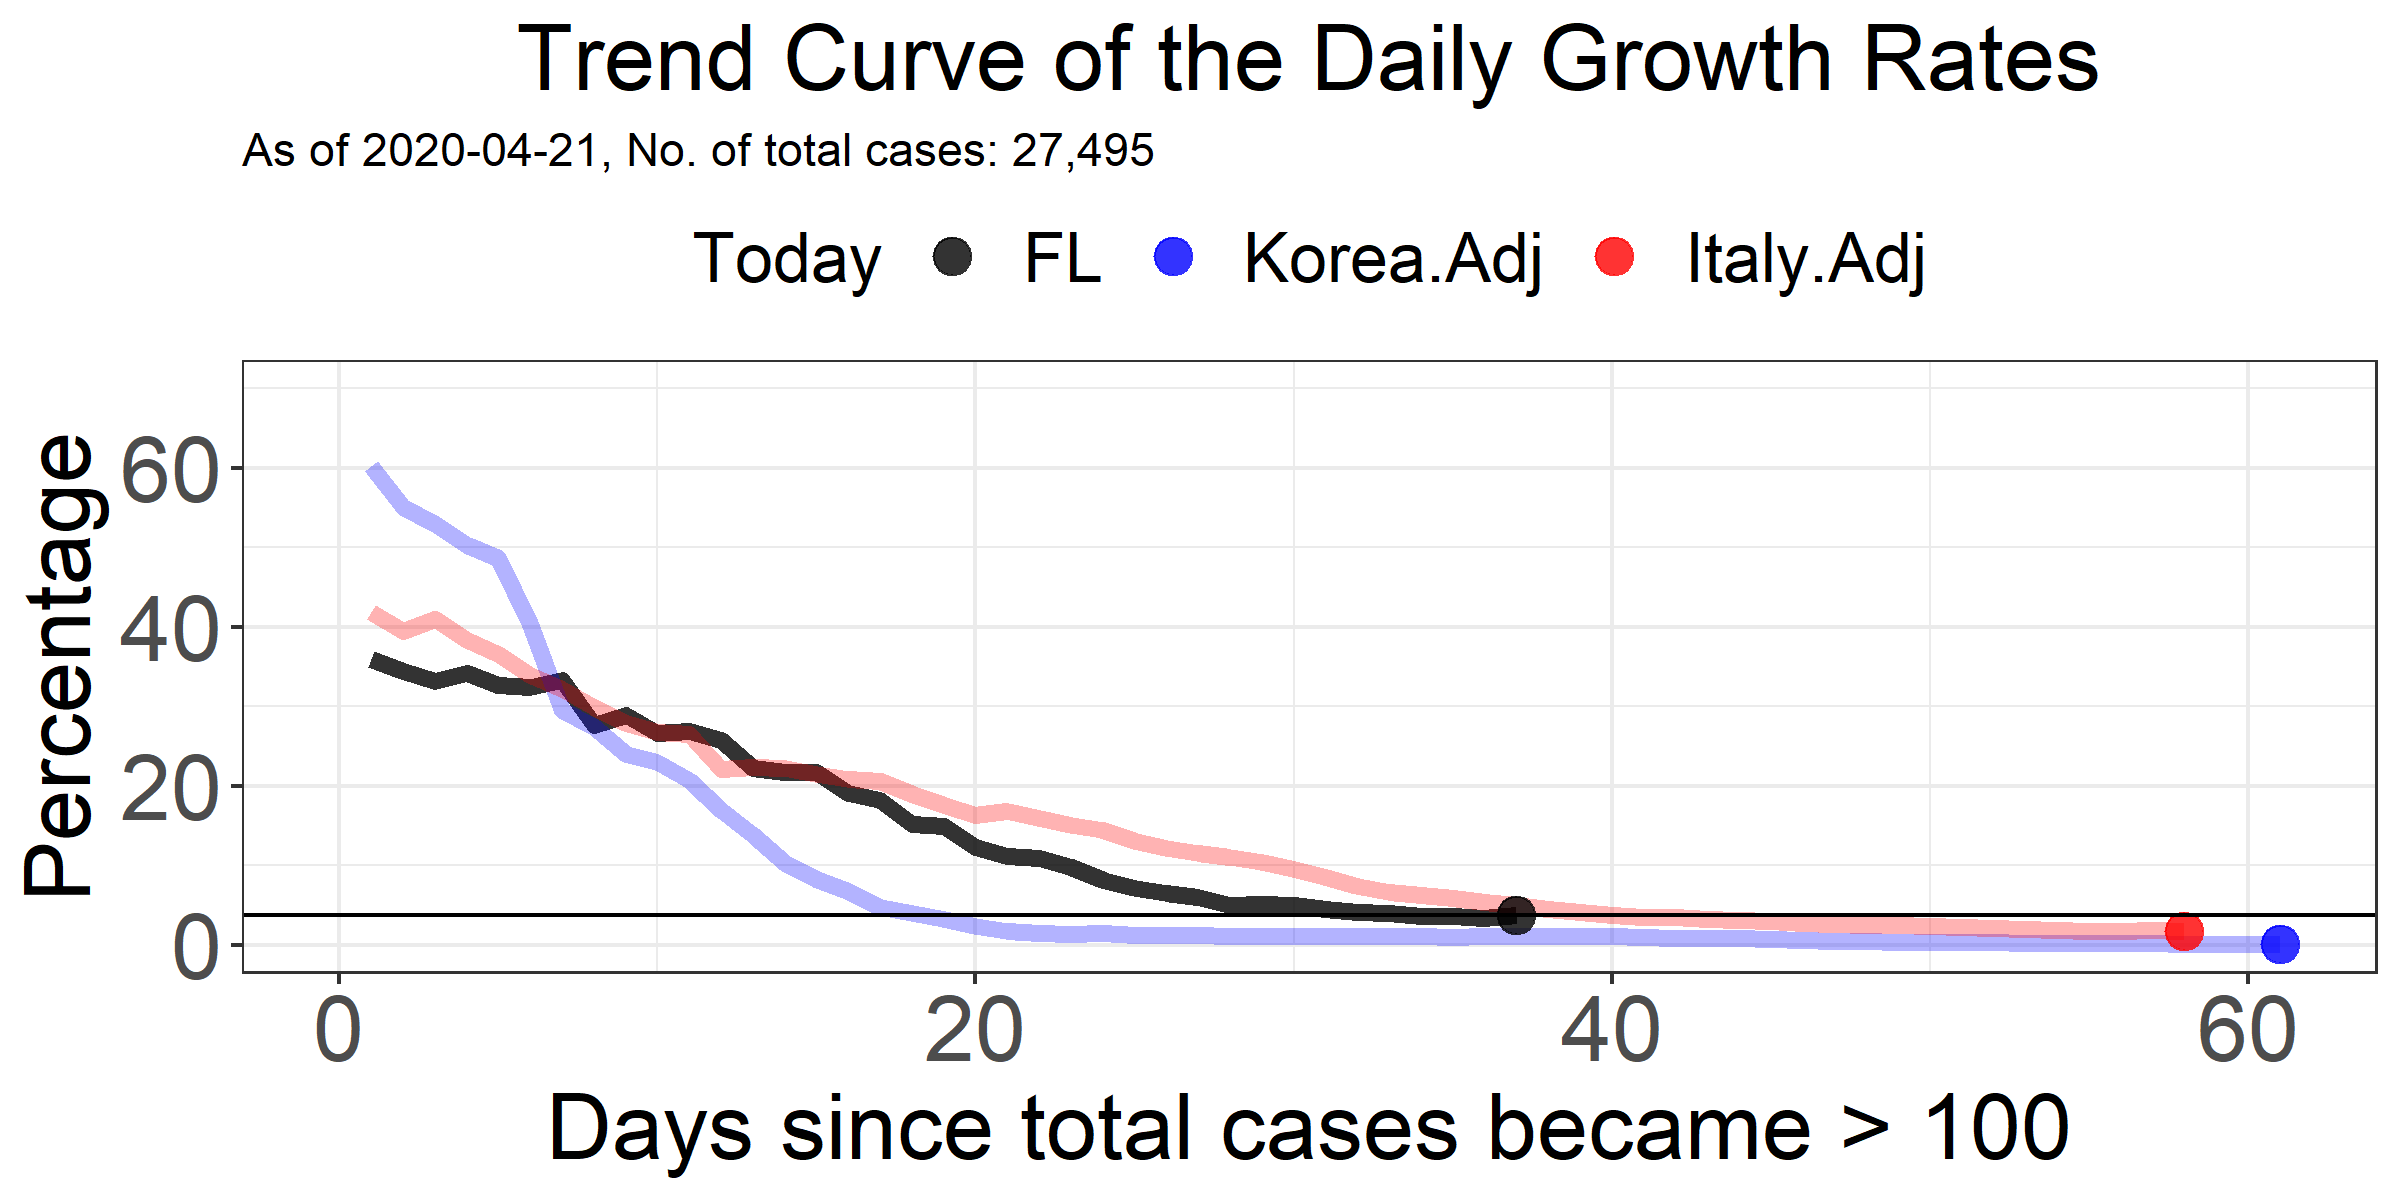 Trend Curve of the Daily Growth Rates
As of 2020-04-21, No. of total cases: 27,495
Today FL Korea.Adj Italy.Adj
Percentage
60
40
20
0
0 20 40 60
Days since total cases became > 100